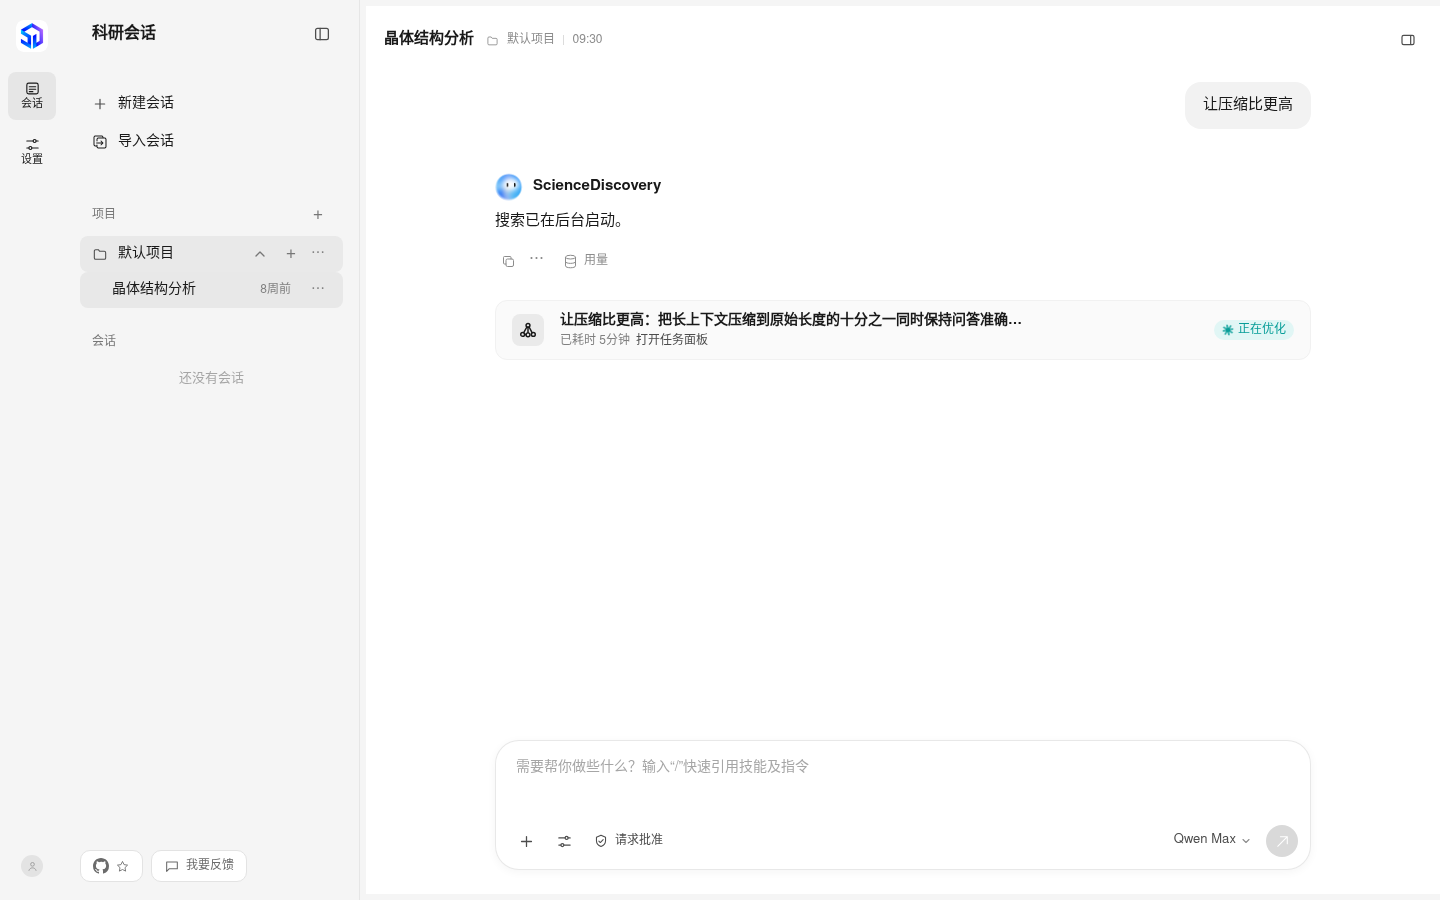 科研会话
会话
设置
新建会话
导入会话
项目
默认项目
晶体结构分析 8周前
会话
还没有会话
我要反馈
晶体结构分析 默认项目 09:30
让压缩比更高
ScienceDiscovery
搜索已在后台启动。
用量
让压缩比更高：把长上下文压缩到原始长度的十分之一同时保持问答准确…
已耗时 5分钟 打开任务面板
正在优化
需要帮你做些什么？输入“/”快速引用技能及指令
请求批准
Qwen Max